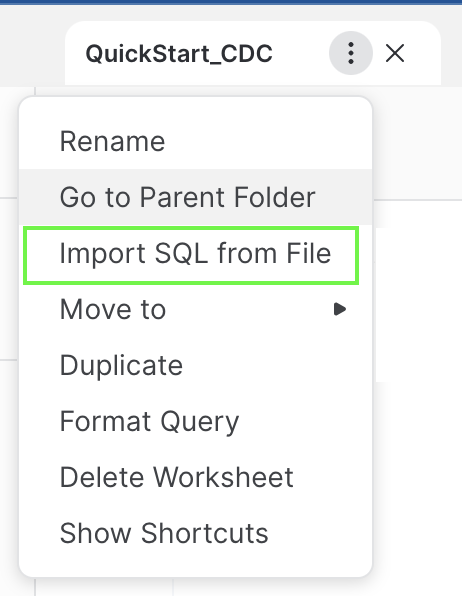 QuickStart_CDC
Rename
Go to Parent Folder
Import SQL from File
Move to
Duplicate
Format Query
Delete Worksheet
Show Shortcuts